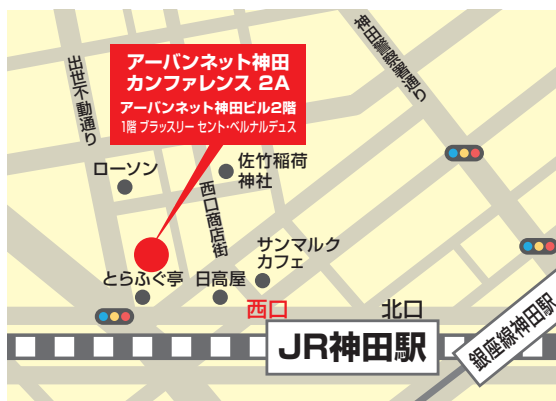 アーバンネット神田
カンファレンス 2A
アーバンネット神田ビル2階
1階 ブラッスリー セント・ベルナルデュス
出世不動通り
神田警察署通り
ローソン
佐竹稲荷
神社
西口商店街
サンマルク
カフェ
とらふぐ亭
日高屋
西口
北口
JR神田駅
銀座線神田駅